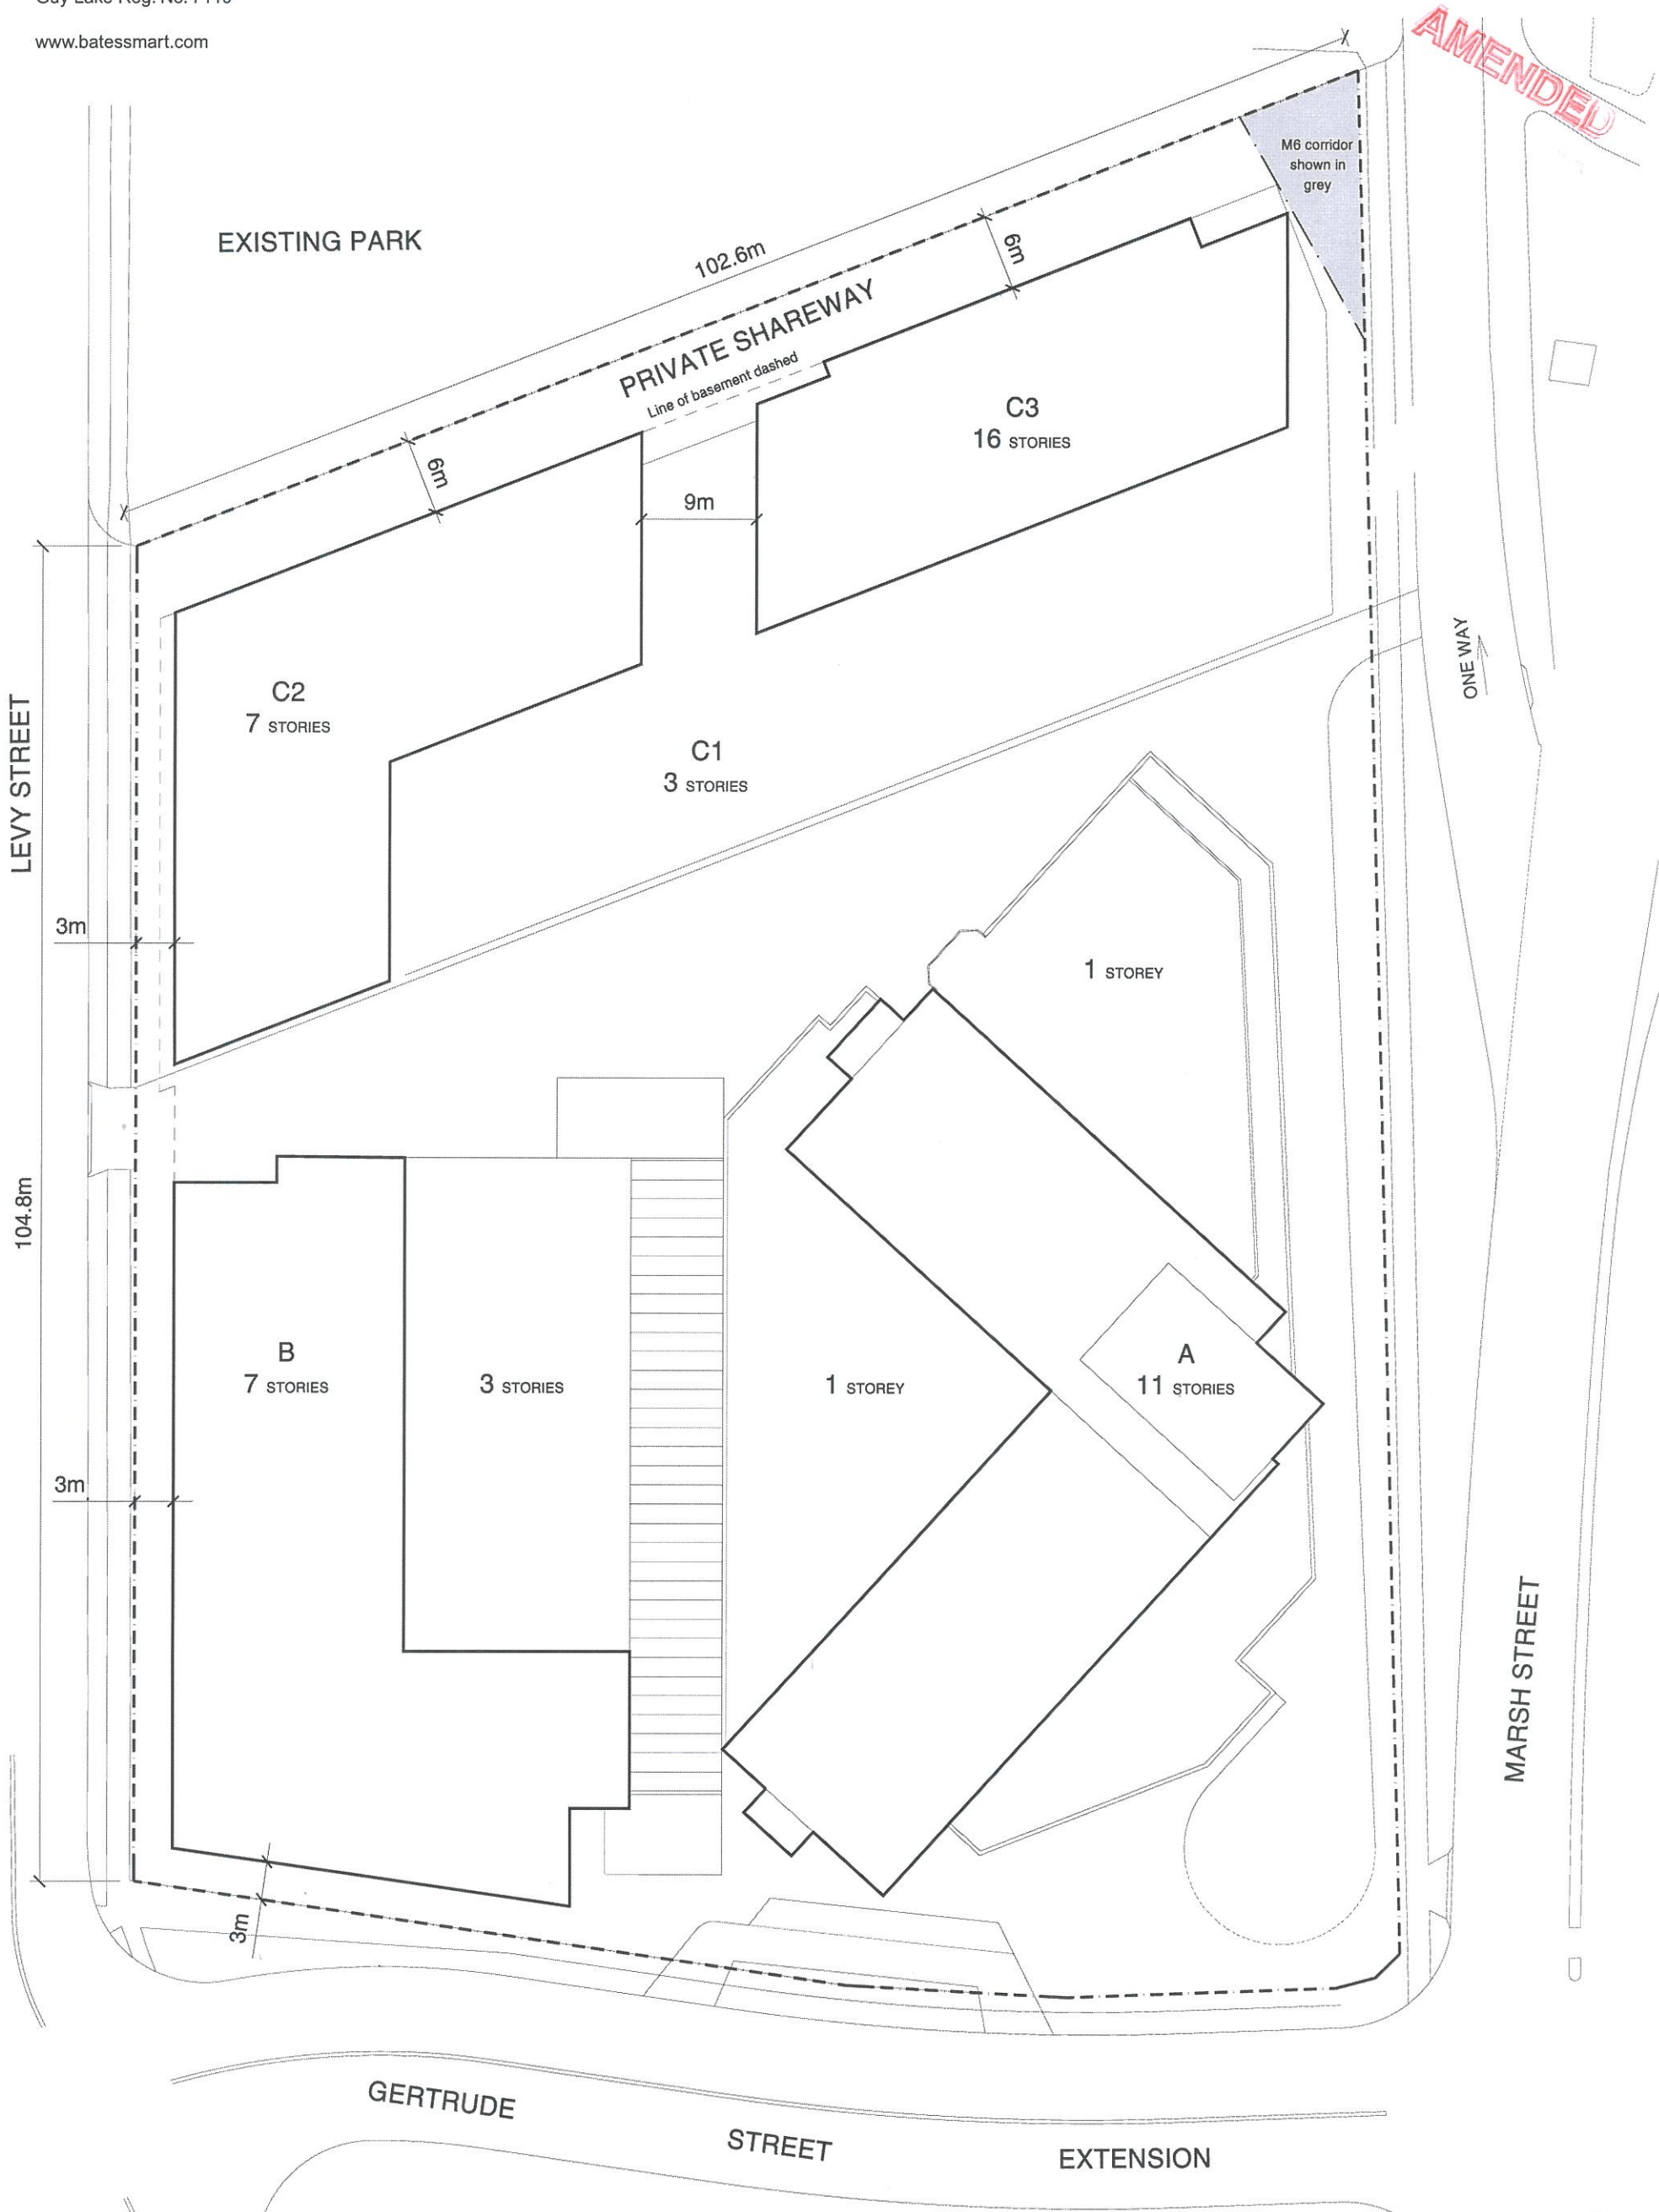 www.batessmart.com
AMENDED
M6 corridor
shown in
grey
EXISTING PARK
102.6m
6m
PRIVATE SHAREWAY
Line of basement dashed
C3
16 STORIES
6m
9m
ONE WAY
C2
7 STORIES
LEVY STREET
C1
3 STORIES
3m
1 STOREY
104.8m
B
7 STORIES
3 STORIES
1 STOREY
A
11 STORIES
3m
MARSH STREET
3m
GERTRUDE
STREET
EXTENSION